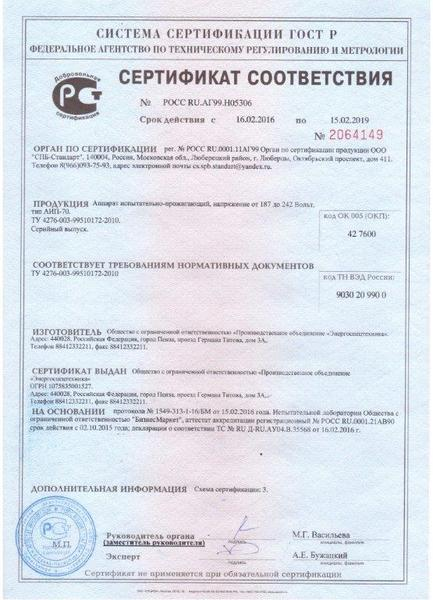 СИСТЕМА СЕРТИФИКАЦИИ ГОСТ Р
ФЕДЕРАЛЬНОЕ АГЕНТСТВО ПО ТЕХНИЧЕСКОМУ РЕГУЛИРОВАНИЮ И МЕТРОЛОГИИ
Добровольная
сертификация
СЕРТИФИКАТ СООТВЕТСТВИЯ
№ РОСС RU.АГ99.Н05306
Срок действия с 16.02.2016 по 15.02.2019
№ 2064149
ОРГАН ПО СЕРТИФИКАЦИИ рег. № РОСС RU.0001.11АГ99 Орган по сертификации продукции ООО
"СПБ-Стандарт", 140004, Россия, Московская обл., Люберецкий район, г. Люберцы, Октябрьский проспект, дом 411.
Телефон 8(966)093-75-93, адрес электронной почты cs.spb.standart@yandex.ru.
ПРОДУКЦИЯ Аппарат испытательно-прожигающий, напряжение от 187 до 242 Вольт,
тип АИП-70.
ТУ 4276-003-99510172-2010.
Серийный выпуск.
код ОК 005 (ОКП):
42 7600
СООТВЕТСТВУЕТ ТРЕБОВАНИЯМ НОРМАТИВНЫХ ДОКУМЕНТОВ
ТУ 4276-003-99510172-2010
код ТН ВЭД России:
9030 20 990 0
ИЗГОТОВИТЕЛЬ Общество с ограниченной ответственностью «Производственное объединение «Энергоспецтехника».
Адрес: 440028, Российская Федерация, город Пенза, проезд Германа Титова, дом 3А,.
Телефон 88412332211, факс 88412332211.
СЕРТИФИКАТ ВЫДАН Общество с ограниченной ответственностью «Производственное объединение
«Энергоспецтехника»
ОГРН 1075835001527.
Адрес: 440028, Российская Федерация, город Пенза, проезд Германа Титова, дом 3А,.
Телефон 88412332211, факс 88412332211.
НА ОСНОВАНИИ протокола № 1549-313-1-16/БМ от 15.02.2016 года. Испытательной лаборатории Общества с
ограниченной ответственностью "БизнесМаркет", аттестат аккредитации регистрационный № РОСС RU.0001.21АВ90
срок действия с 02.10.2015 года; декларации о соответствии ТС № RU Д-RU.АУ04.В.35568 от 16.02.2016 г.
ДОПОЛНИТЕЛЬНАЯ ИНФОРМАЦИЯ Схема сертификации: 3.
М.П.
Руководитель органа
(заместитель руководителя)
подпись
М.Г. Васильева
инициалы, фамилия
Эксперт
подпись
А.Е. Бужацкий
инициалы, фамилия
Сертификат не применяется при обязательной сертификации